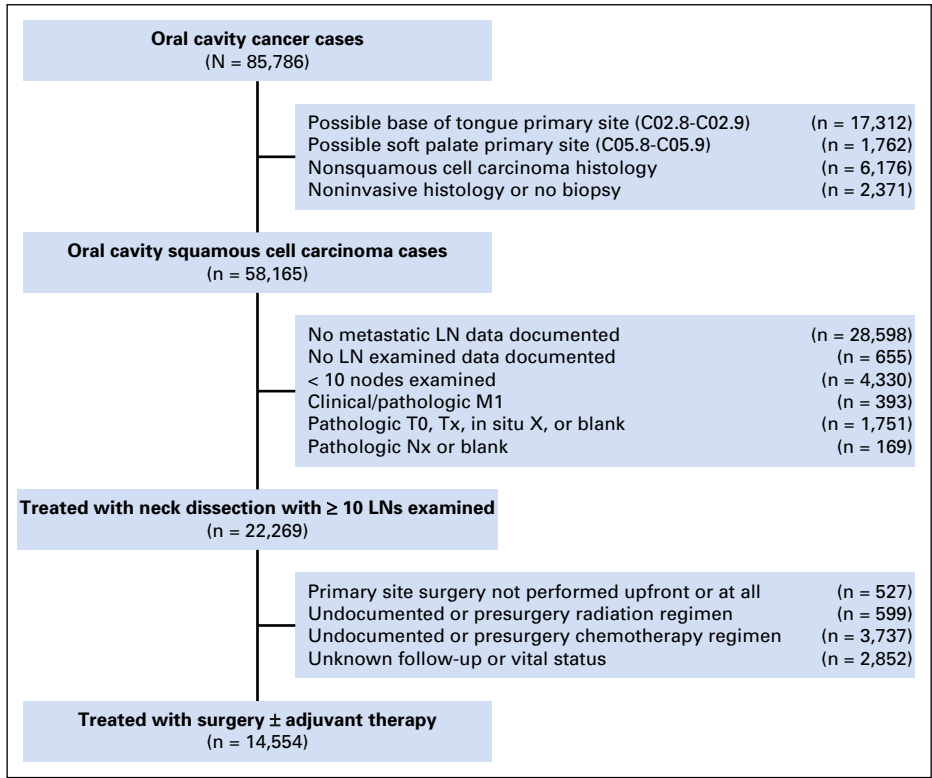 Oral cavity cancer cases
(N = 85,786)
Possible base of tongue primary site (C02.8-C02.9) (n = 17,312)
Possible soft palate primary site (C05.8-C05.9) (n = 1,762)
Nonsquamous cell carcinoma histology (n = 6,176)
Noninvasive histology or no biopsy (n = 2,371)
Oral cavity squamous cell carcinoma cases
(n = 58,165)
No metastatic LN data documented (n = 28,598)
No LN examined data documented (n = 655)
< 10 nodes examined (n = 4,330)
Clinical/pathologic M1 (n = 393)
Pathologic T0, Tx, in situ X, or blank (n = 1,751)
Pathologic Nx or blank (n = 169)
Treated with neck dissection with ≥ 10 LNs examined
(n = 22,269)
Primary site surgery not performed upfront or at all (n = 527)
Undocumented or presurgery radiation regimen (n = 599)
Undocumented or presurgery chemotherapy regimen (n = 3,737)
Unknown follow-up or vital status (n = 2,852)
Treated with surgery ± adjuvant therapy
(n = 14,554)